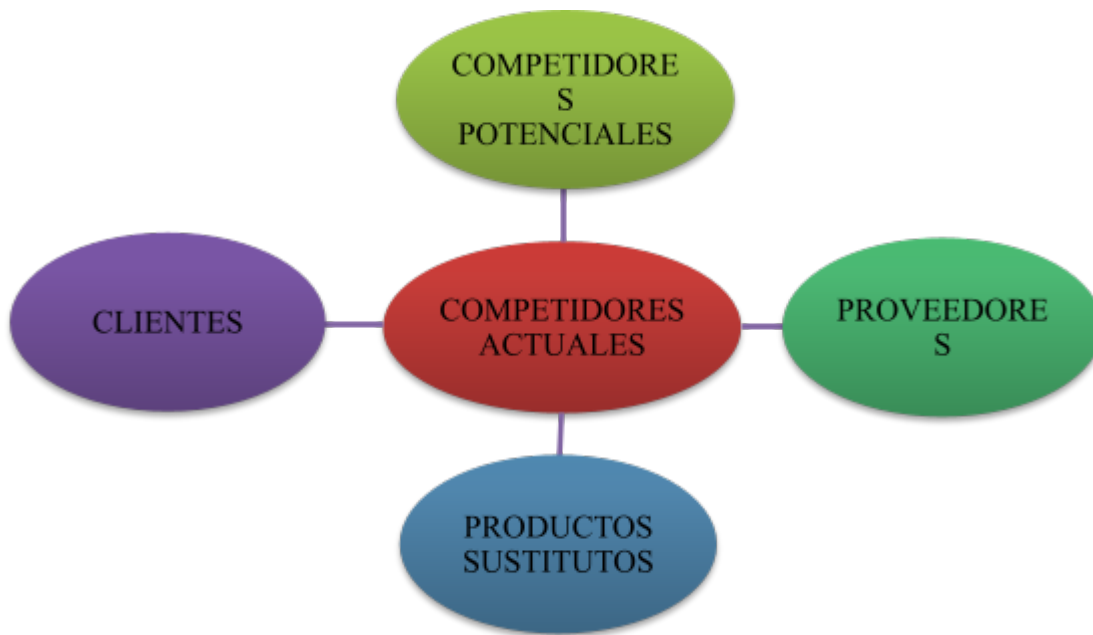 COMPETIDORE
S
POTENCIALES
CLIENTES
COMPETIDORES
ACTUALES
PROVEEDORE
S
PRODUCTOS
SUSTITUTOS